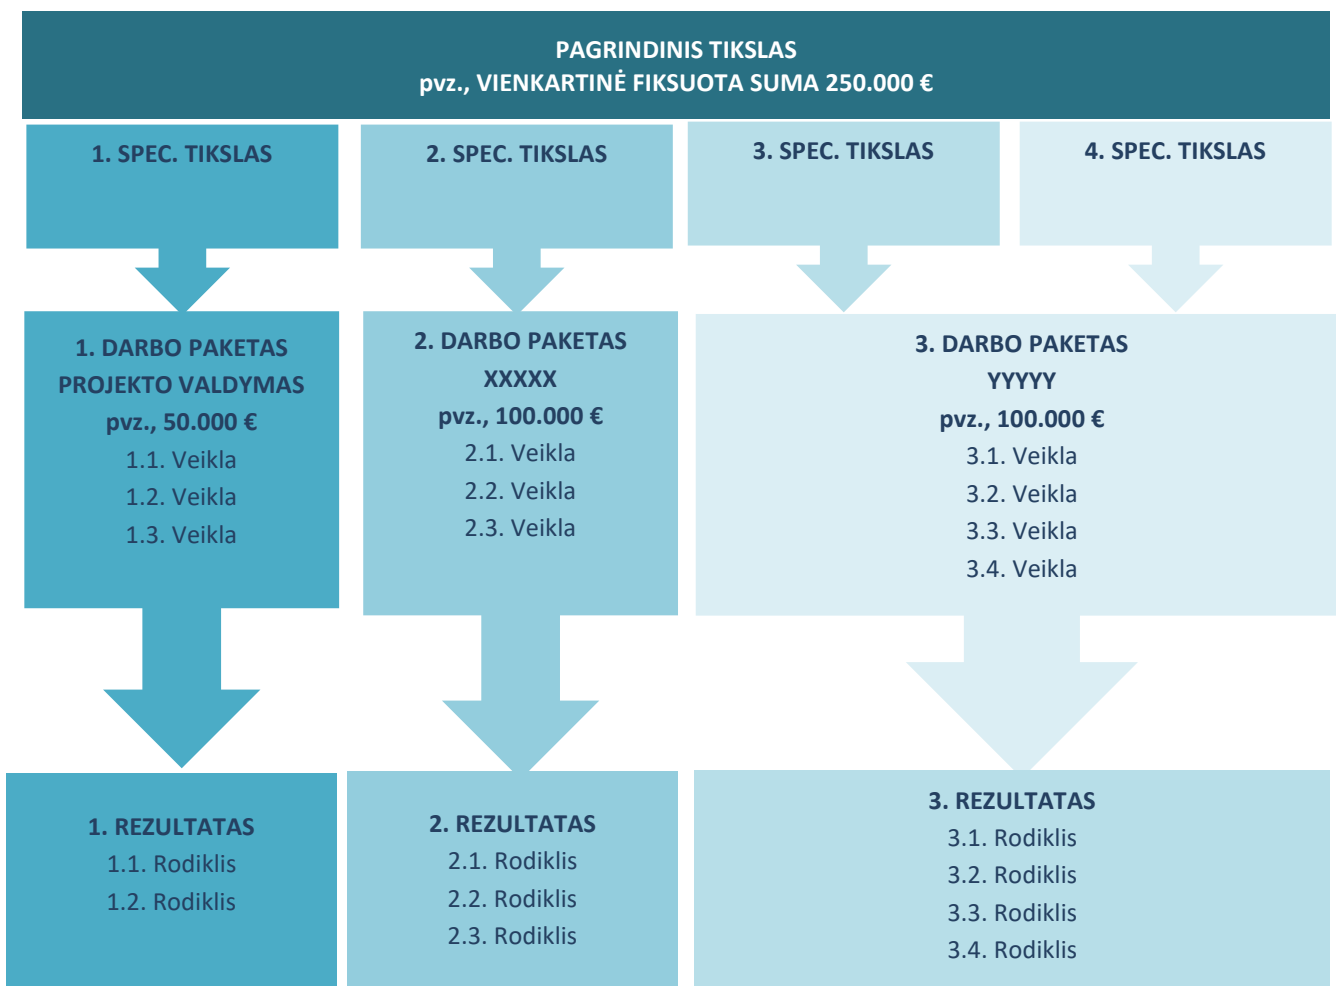 PAGRINDINIS TIKSLAS
pvz., VIENKARTINĖ FIKSUOTA SUMA 250.000 €
1. SPEC. TIKSLAS
2. SPEC. TIKSLAS
3. SPEC. TIKSLAS
4. SPEC. TIKSLAS
1. DARBO PAKETAS
PROJEKTO VALDYMAS
pvz., 50.000 €
1.1. Veikla
1.2. Veikla
1.3. Veikla
2. DARBO PAKETAS
XXXXX
pvz., 100.000 €
2.1. Veikla
2.2. Veikla
2.3. Veikla
3. DARBO PAKETAS
YYYYY
pvz., 100.000 €
3.1. Veikla
3.2. Veikla
3.3. Veikla
3.4. Veikla
1. REZULTATAS
1.1. Rodiklis
1.2. Rodiklis
2. REZULTATAS
2.1. Rodiklis
2.2. Rodiklis
2.3. Rodiklis
3. REZULTATAS
3.1. Rodiklis
3.2. Rodiklis
3.3. Rodiklis
3.4. Rodiklis